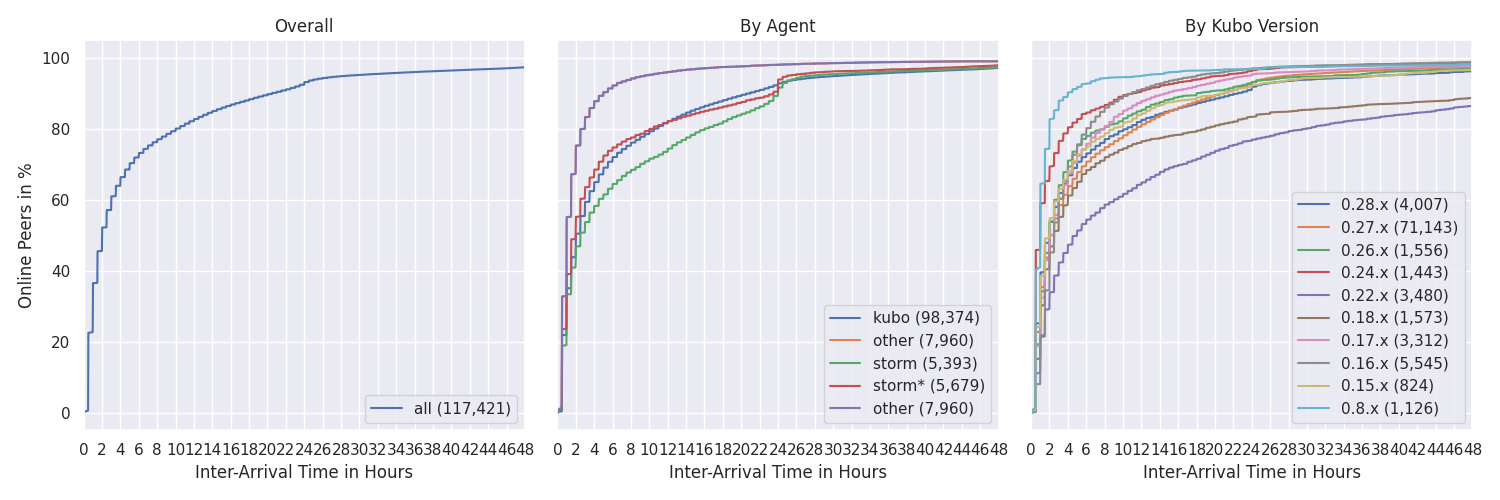 Overall
By Agent
By Kubo Version
Online Peers in %
100
80
60
40
20
0
all (117,421)
kubo (98,374)
other (7,960)
storm (5,393)
storm* (5,679)
other (7,960)
0.28.x (4,007)
0.27.x (71,143)
0.26.x (1,556)
0.24.x (1,443)
0.22.x (3,480)
0.18.x (1,573)
0.17.x (3,312)
0.16.x (5,545)
0.15.x (824)
0.8.x (1,126)
0 2 4 6 8 10 12 14 16 18 20 22 24 26 28 30 32 34 36 38 40 42 44 46 48
0 2 4 6 8 10 12 14 16 18 20 22 24 26 28 30 32 34 36 38 40 42 44 46 48
0 2 4 6 8 10 12 14 16 18 20 22 24 26 28 30 32 34 36 38 40 42 44 46 48
Inter-Arrival Time in Hours
Inter-Arrival Time in Hours
Inter-Arrival Time in Hours